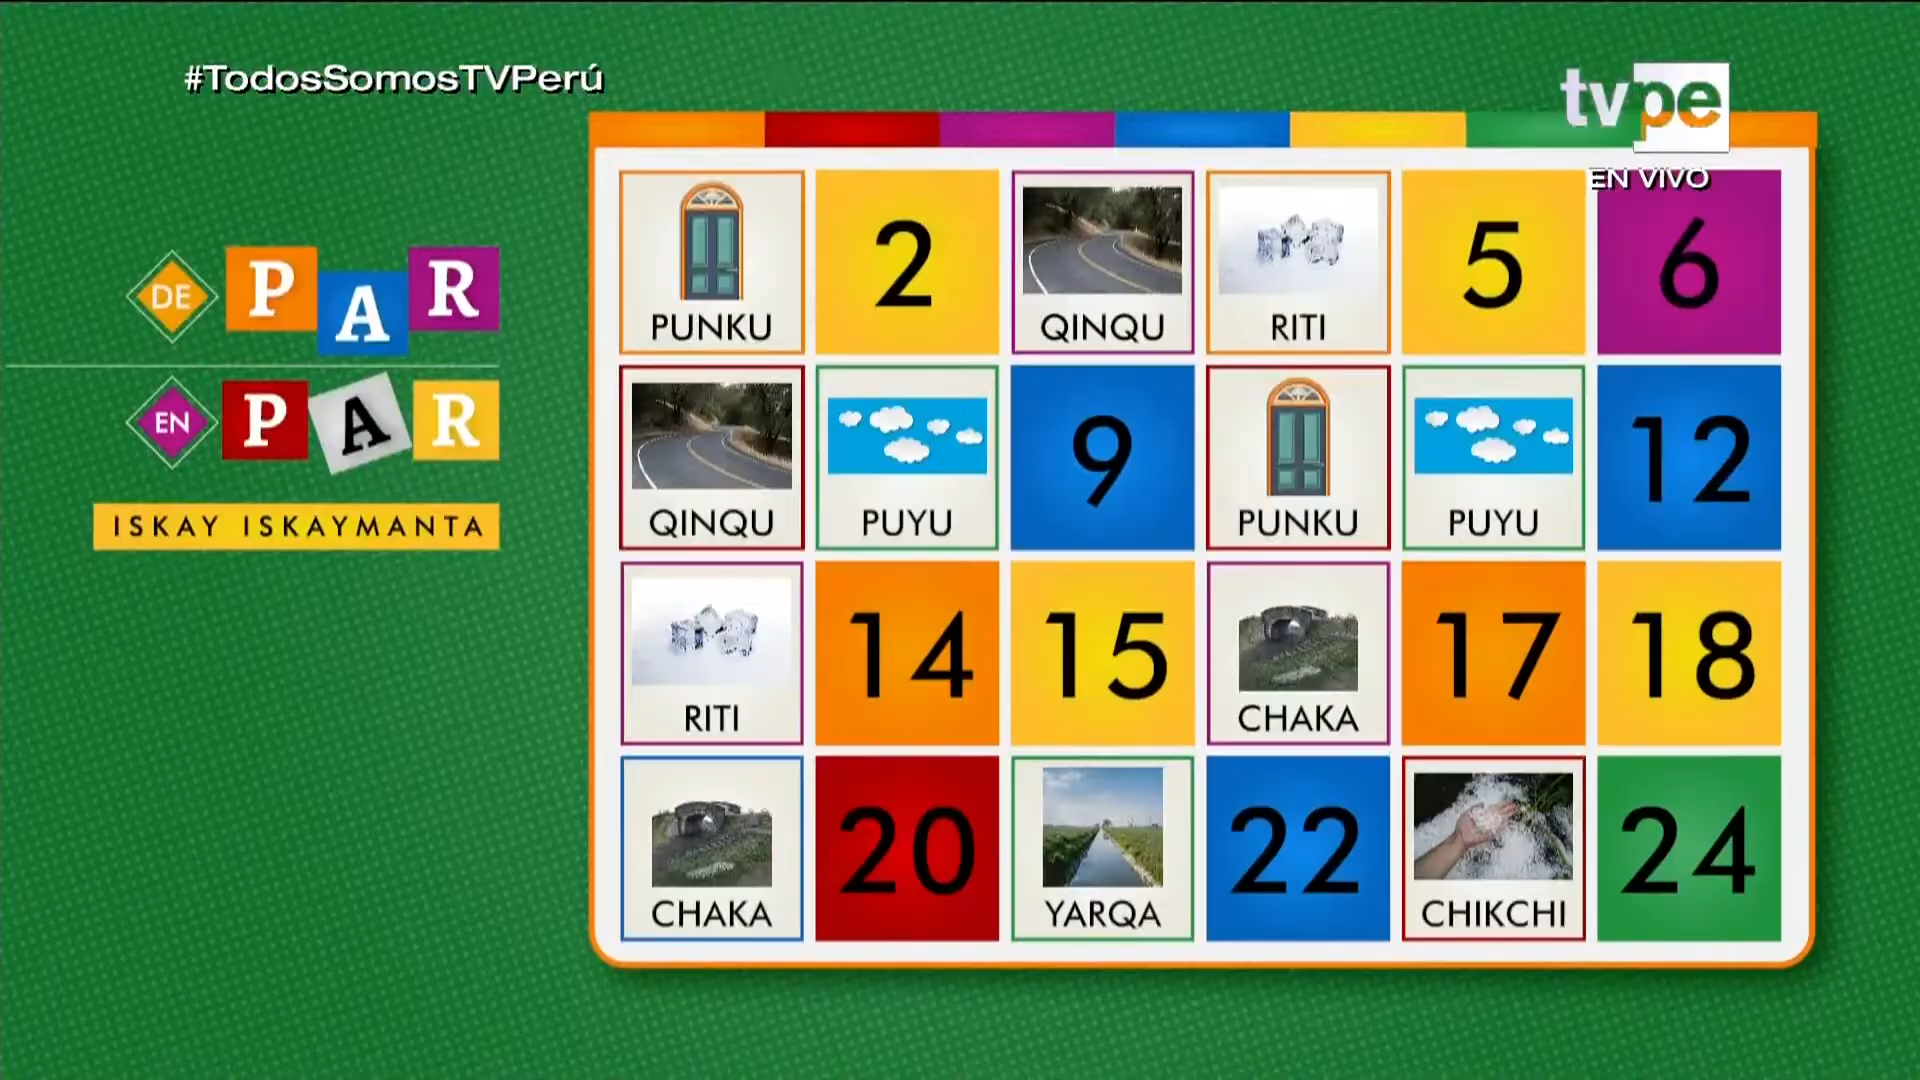 #TodosSomosTVPerú
tvpe
EN VIVO
DE PAR
EN PAR
ISKAY ISKAYMANTA
PUNKU
2
QINQU
RITI
5
6
QINQU
PUYU
9
PUNKU
PUYU
12
RITI
14
15
CHAKA
17
18
CHAKA
20
YARQA
22
CHIKCHI
24